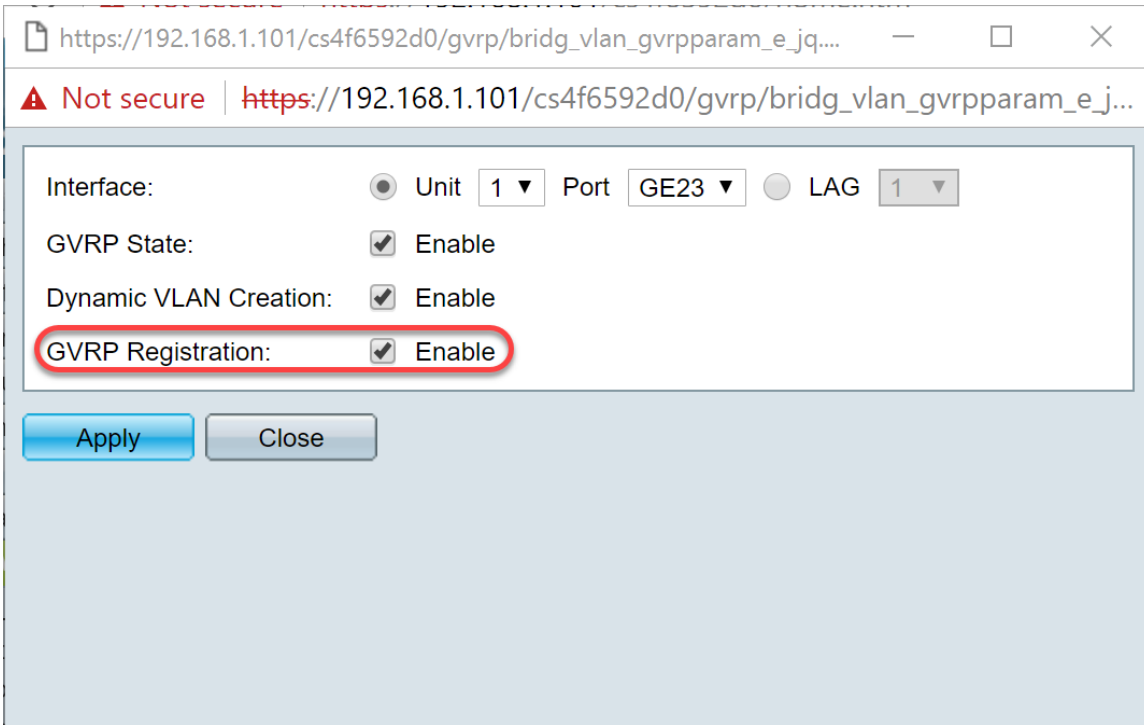 https://192.168.1.101/cs4f6592d0/gvrp/bridg_vlan_gvrpparam_e_jq....
Not secure | https://192.168.1.101/cs4f6592d0/gvrp/bridg_vlan_gvrpparam_e_j...
Interface: Unit 1 Port GE23 LAG 1
GVRP State: Enable
Dynamic VLAN Creation: Enable
GVRP Registration: Enable
Apply Close